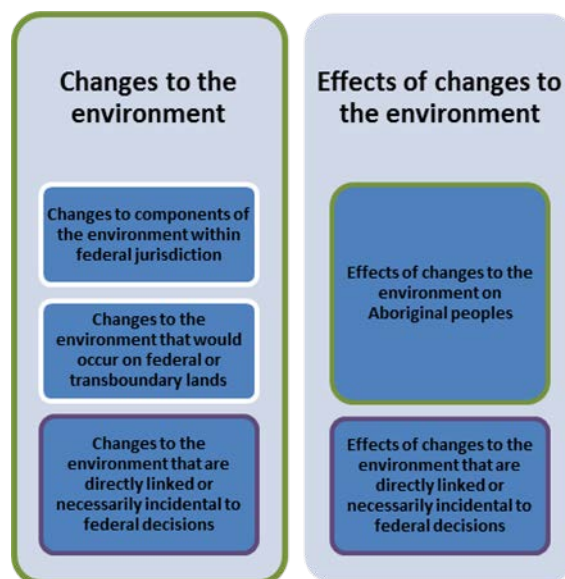 Changes to the
environment
Changes to components of
the environment within
federal jurisdiction
Changes to the
environment that would
occur on federal or
transboundary lands
Changes to the
environment that are
directly linked or
necessarily incidental to
federal decisions
Effects of changes to
the environment
Effects of changes to the
environment on
Aboriginal peoples
Effects of changes to the
environment that are
directly linked or
necessarily incidental to
federal decisions